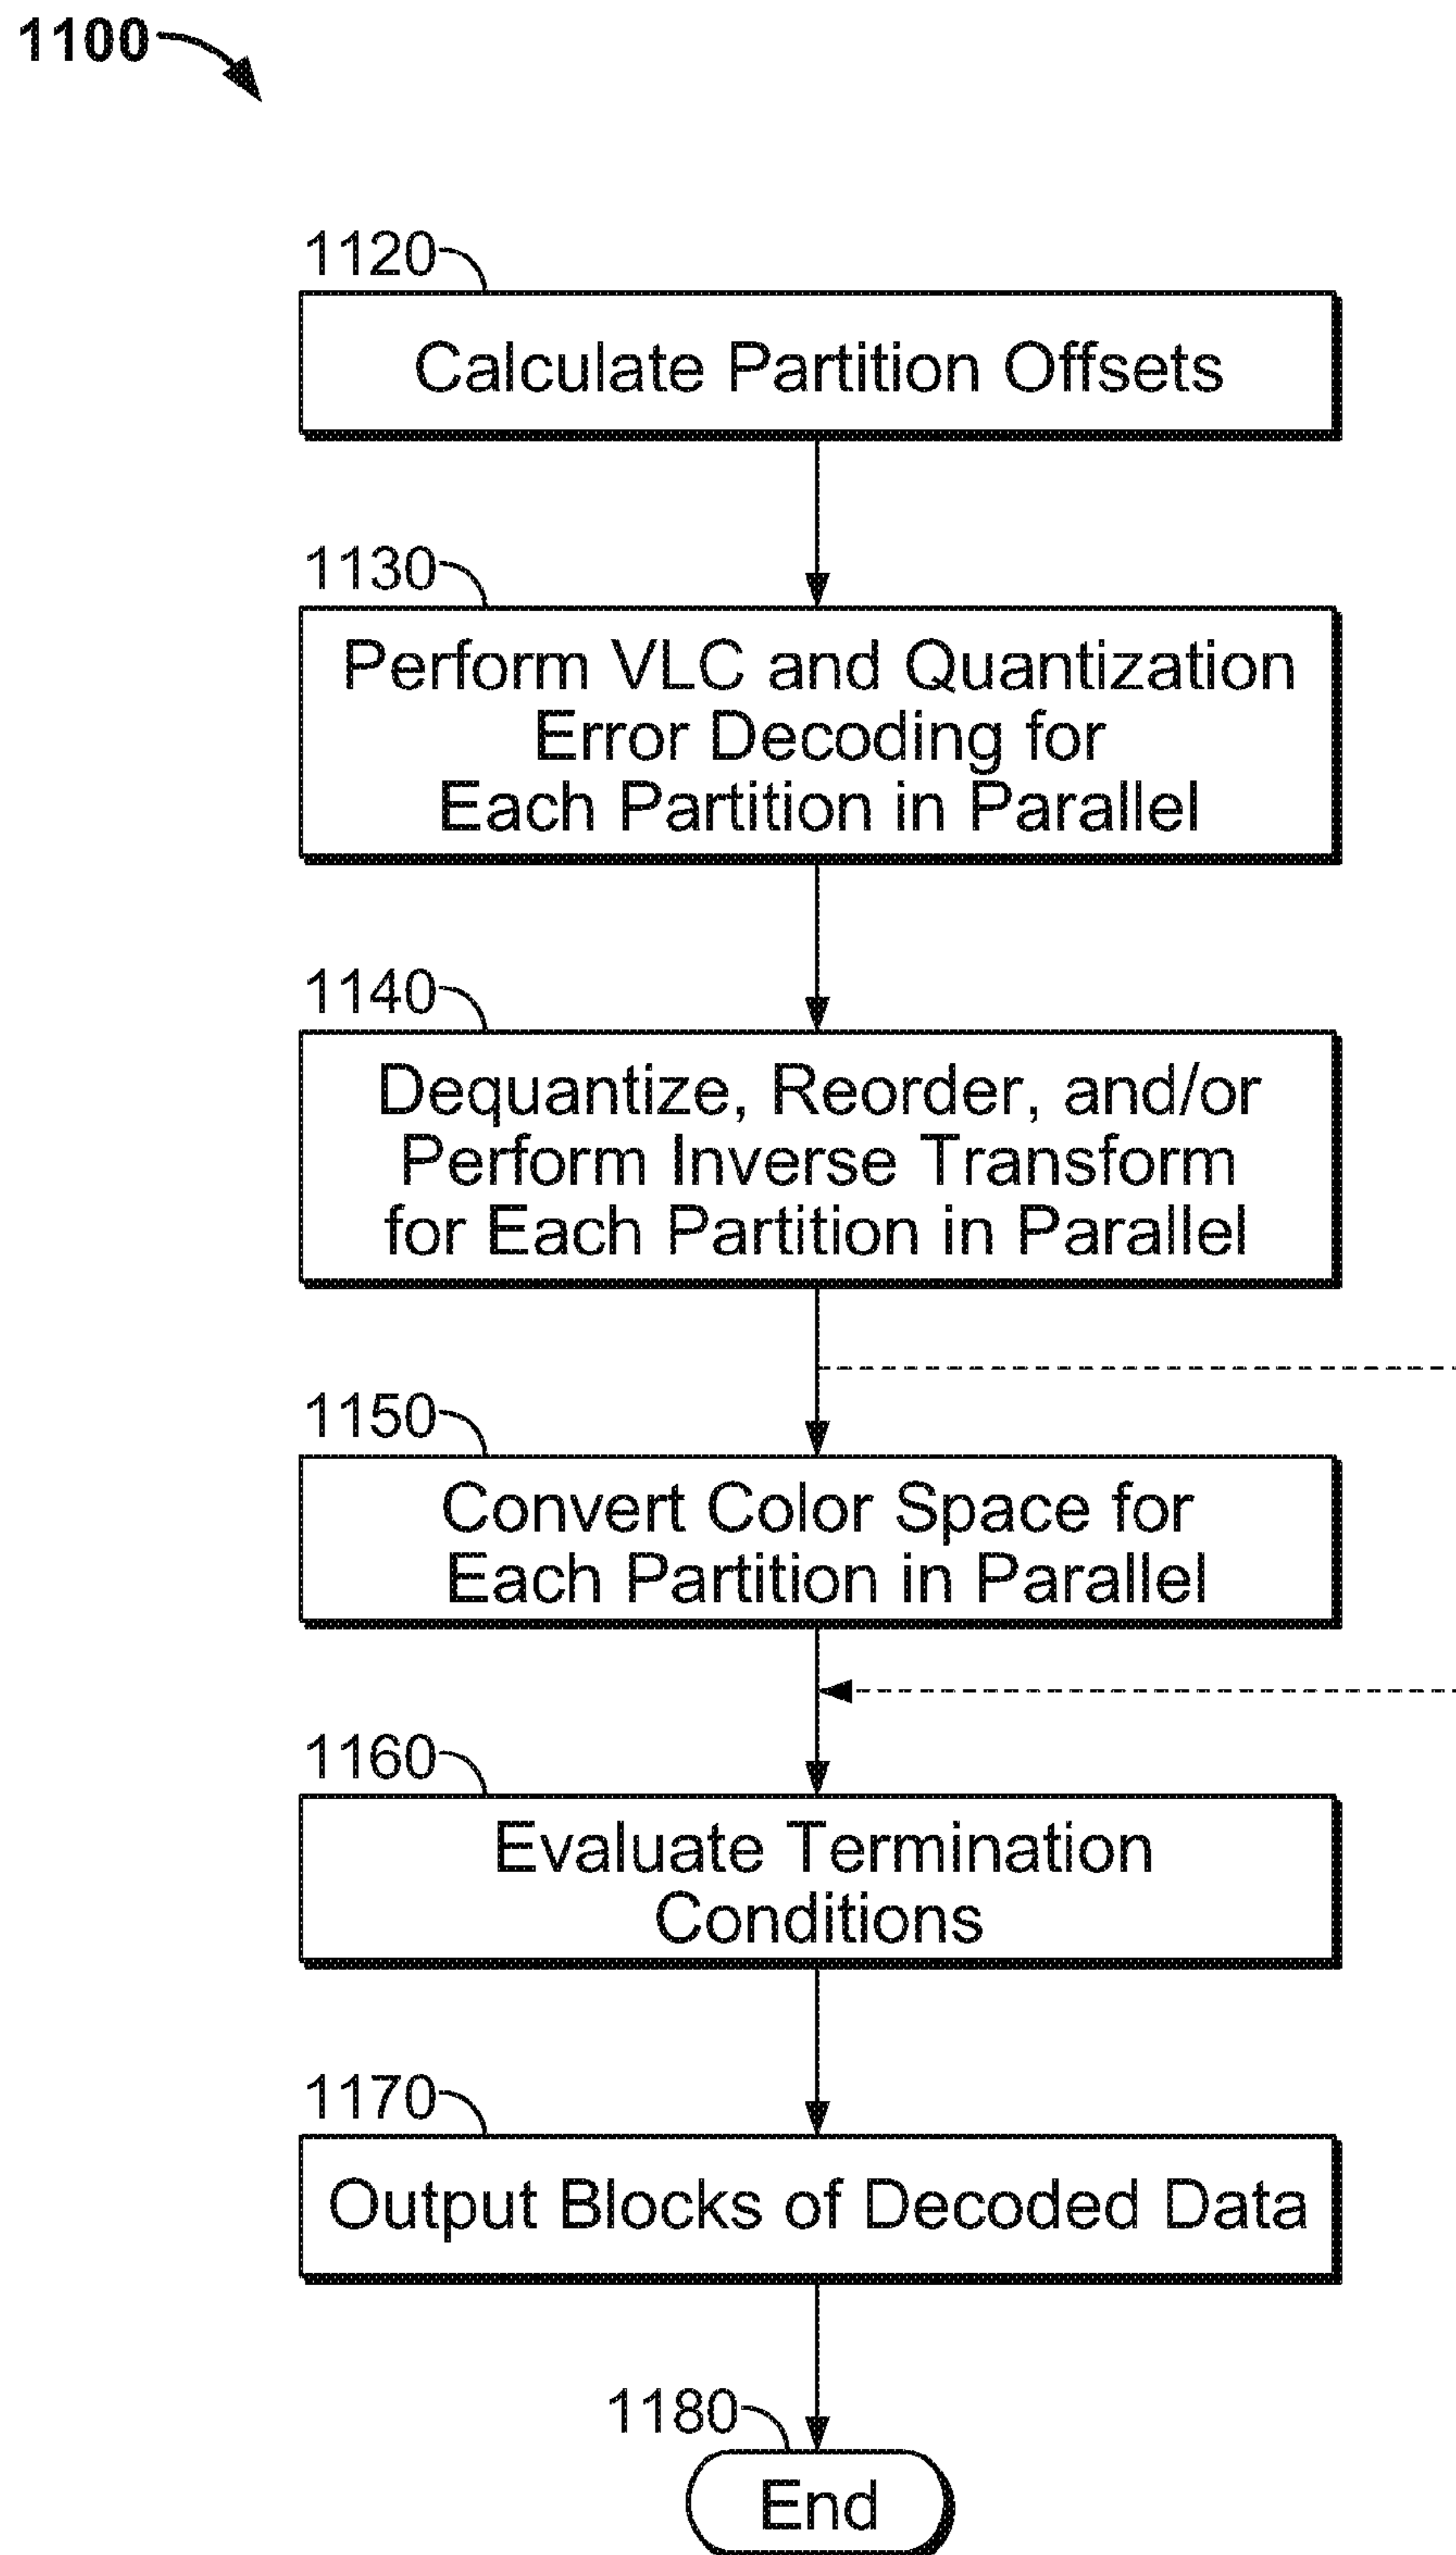 1100
1120
Calculate Partition Offsets
1130
Perform VLC and Quantization
Error Decoding for
Each Partition in Parallel
1140
Dequantize, Reorder, and/or
Perform Inverse Transform
for Each Partition in Parallel
1150
Convert Color Space for
Each Partition in Parallel
1160
Evaluate Termination
Conditions
1170
Output Blocks of Decoded Data
1180
End